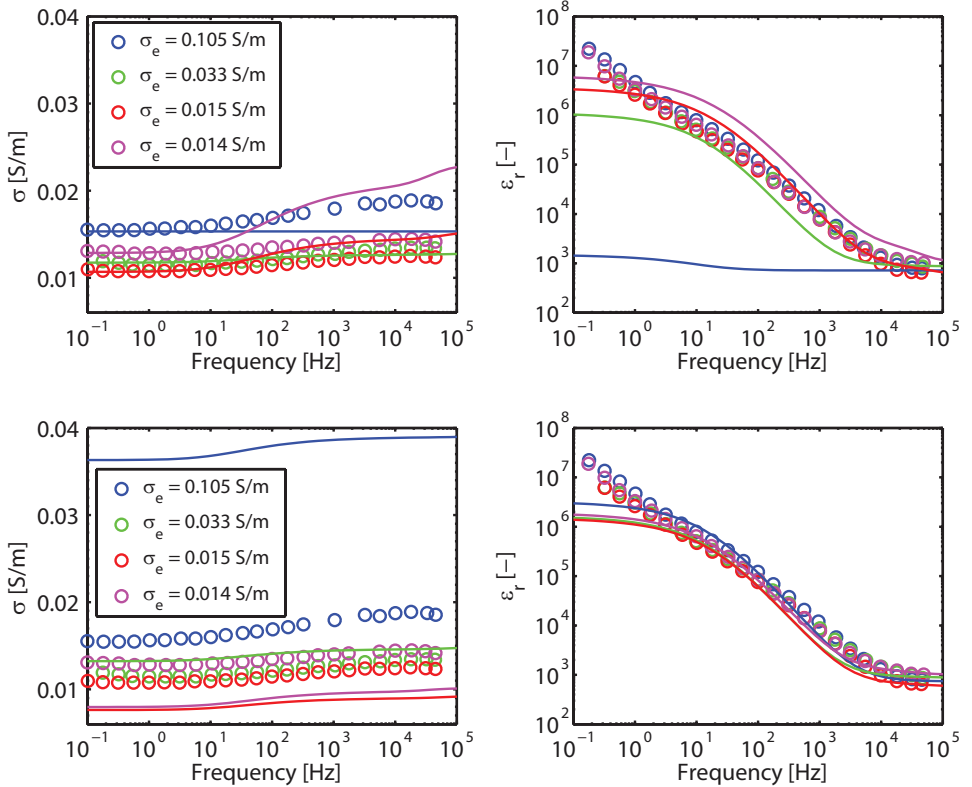 0.04
0.03
0.02
0.01
σ [S/m]
σe = 0.105 S/m
σe = 0.033 S/m
σe = 0.015 S/m
σe = 0.014 S/m
10⁻¹ 10⁰ 10¹ 10² 10³ 10⁴ 10⁵
Frequency [Hz]
10⁸
10⁷
10⁶
10⁵
10⁴
10³
10²
εr [−]
10⁻¹ 10⁰ 10¹ 10² 10³ 10⁴ 10⁵
Frequency [Hz]
0.04
0.03
0.02
0.01
σ [S/m]
σe = 0.105 S/m
σe = 0.033 S/m
σe = 0.015 S/m
σe = 0.014 S/m
10⁻¹ 10⁰ 10¹ 10² 10³ 10⁴ 10⁵
Frequency [Hz]
10⁸
10⁷
10⁶
10⁵
10⁴
10³
10²
εr [−]
10⁻¹ 10⁰ 10¹ 10² 10³ 10⁴ 10⁵
Frequency [Hz]